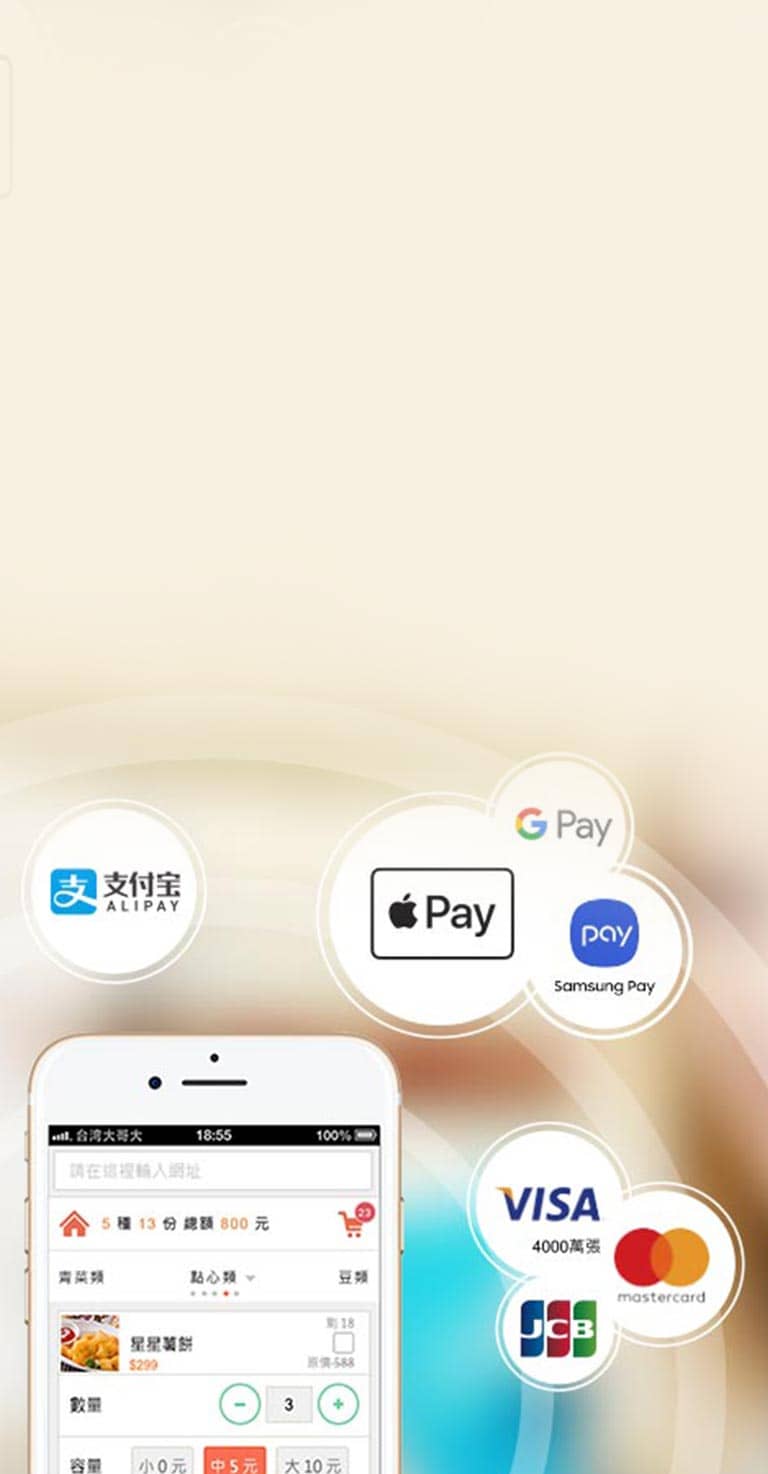 G Pay
支付宝
ALIPAY
Pay
pay
Samsung Pay
台湾大哥大 18:55 100%
請在這裡輸入網址
5 種 13 份 總額 800 元
23
青菜類 點心類 豆類
星星薯餅
$299
剩 18
原價 588
數量 3
容量 小 0 元 中 5 元 大 10 元
VISA
4000萬張
mastercard
JCB